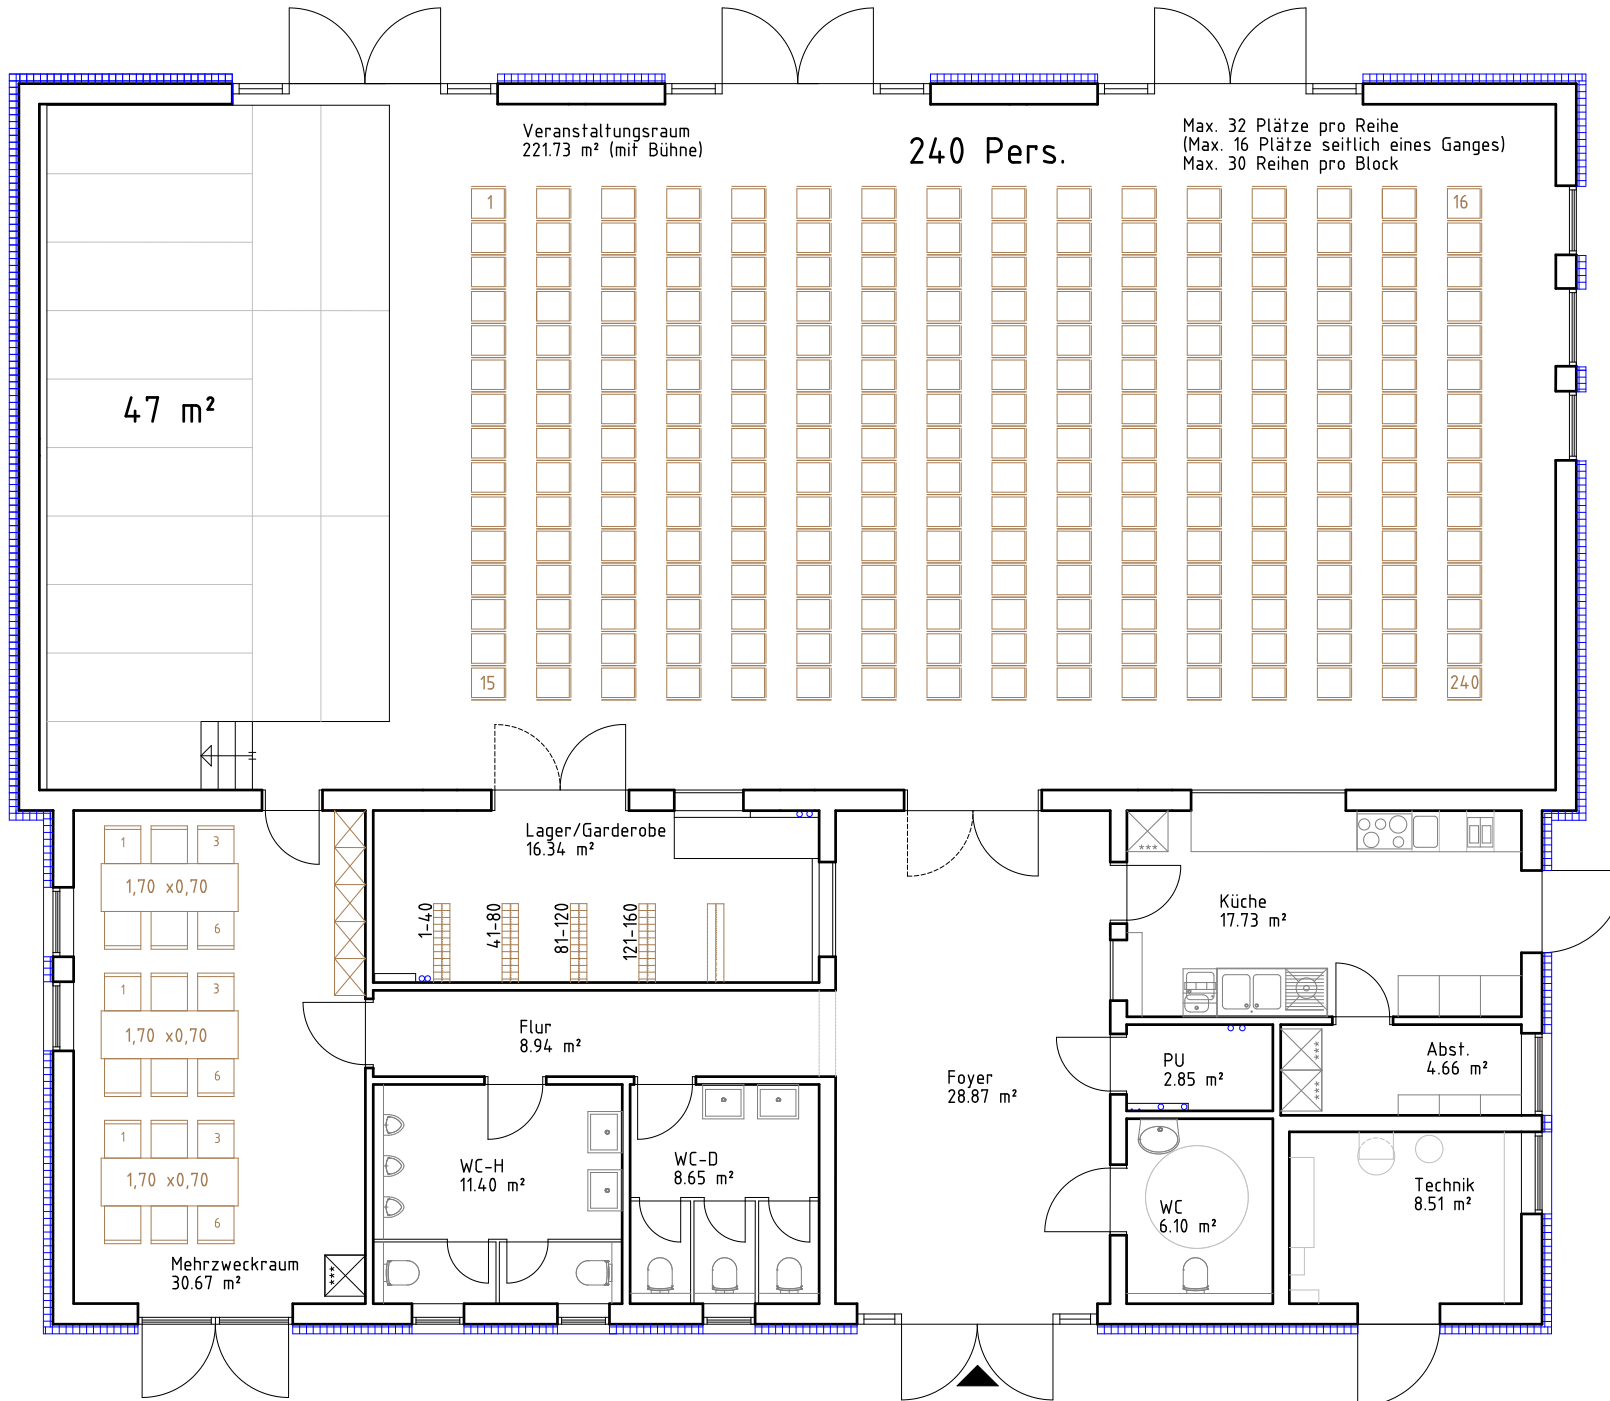 Veranstaltungsraum
221.73 m² (mit Bühne)
240 Pers.
Max. 32 Plätze pro Reihe
(Max. 16 Plätze seitlich eines Ganges)
Max. 30 Reihen pro Block
1
16
47 m²
15
240
Lager/Garderobe
16.34 m²
1
3
1,70 x0,70
6
1-40
41-80
81-120
121-160
Küche
17.73 m²
***
1
3
1,70 x0,70
6
Flur
8.94 m²
Foyer
28.87 m²
PU
2.85 m²
Abst.
4.66 m²
***
***
1
3
1,70 x0,70
6
WC-H
11.40 m²
WC-D
8.65 m²
WC
6.10 m²
Technik
8.51 m²
Mehrzweckraum
30.67 m²
***